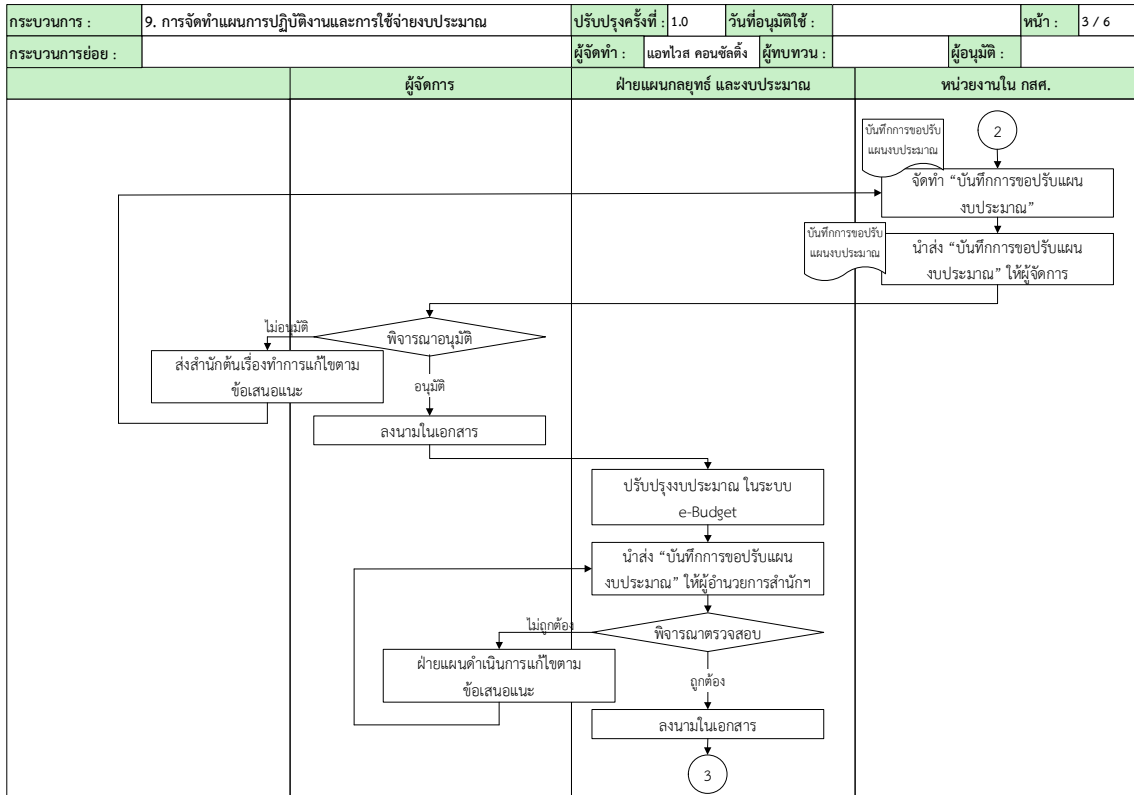 กระบวนการ : 9. การจัดทำแผนการปฏิบัติงานและการใช้จ่ายงบประมาณ ปรับปรุงครั้งที่ : 1.0 วันที่อนุมัติใช้ : หน้า : 3 / 6
กระบวนการย่อย : ผู้จัดทำ : แอทไวส คอนซัลติ้ง ผู้ทบทวน : ผู้อนุมัติ :
ผู้จัดการ ฝ่ายแผนกลยุทธ์ และงบประมาณ หน่วยงานใน กสศ.
บันทึกการขอปรับ
แผนงบประมาณ
2
จัดทำ “บันทึกการขอปรับแผน
งบประมาณ”
บันทึกการขอปรับ
แผนงบประมาณ
นำส่ง “บันทึกการขอปรับแผน
งบประมาณ” ให้ผู้จัดการ
ไม่อนุมัติ
พิจารณาอนุมัติ
ส่งสำนักต้นเรื่องทำการแก้ไขตาม
ข้อเสนอแนะ
อนุมัติ
ลงนามในเอกสาร
ปรับปรุงงบประมาณ ในระบบ
e-Budget
นำส่ง “บันทึกการขอปรับแผน
งบประมาณ” ให้ผู้อำนวยการสำนักฯ
ไม่ถูกต้อง
พิจารณาตรวจสอบ
ฝ่ายแผนดำเนินการแก้ไขตาม
ข้อเสนอแนะ
ถูกต้อง
ลงนามในเอกสาร
3